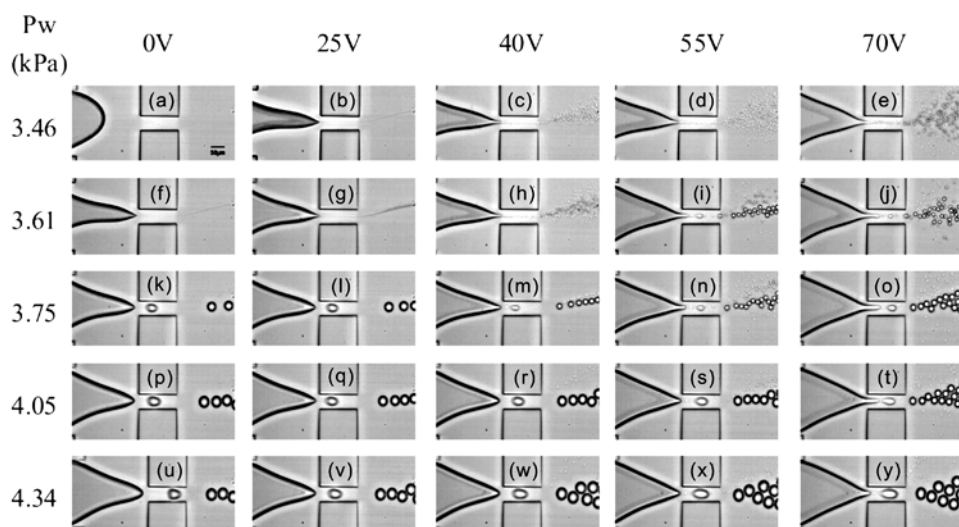 Pw
(kPa)
0V 25V 40V 55V 70V
3.46 (a) (b) (c) (d) (e)
3.61 (f) (g) (h) (i) (j)
3.75 (k) (l) (m) (n) (o)
4.05 (p) (q) (r) (s) (t)
4.34 (u) (v) (w) (x) (y)